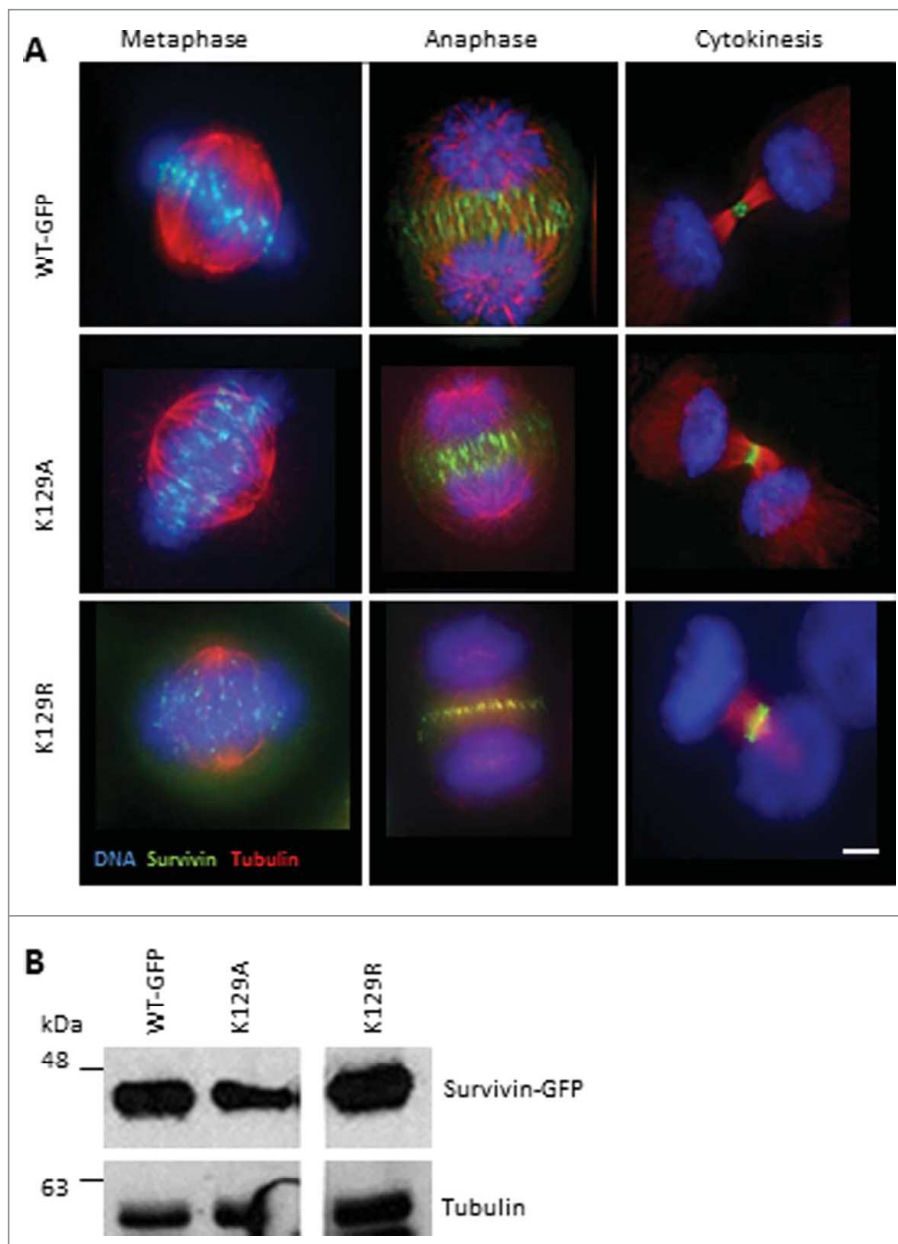 A
Metaphase Anaphase Cytokinesis
WT-GFP
K129A
K129R
DNA Survivin Tubulin
B
WT-GFP K129A K129R
kDa
48
Survivin-GFP
63
Tubulin